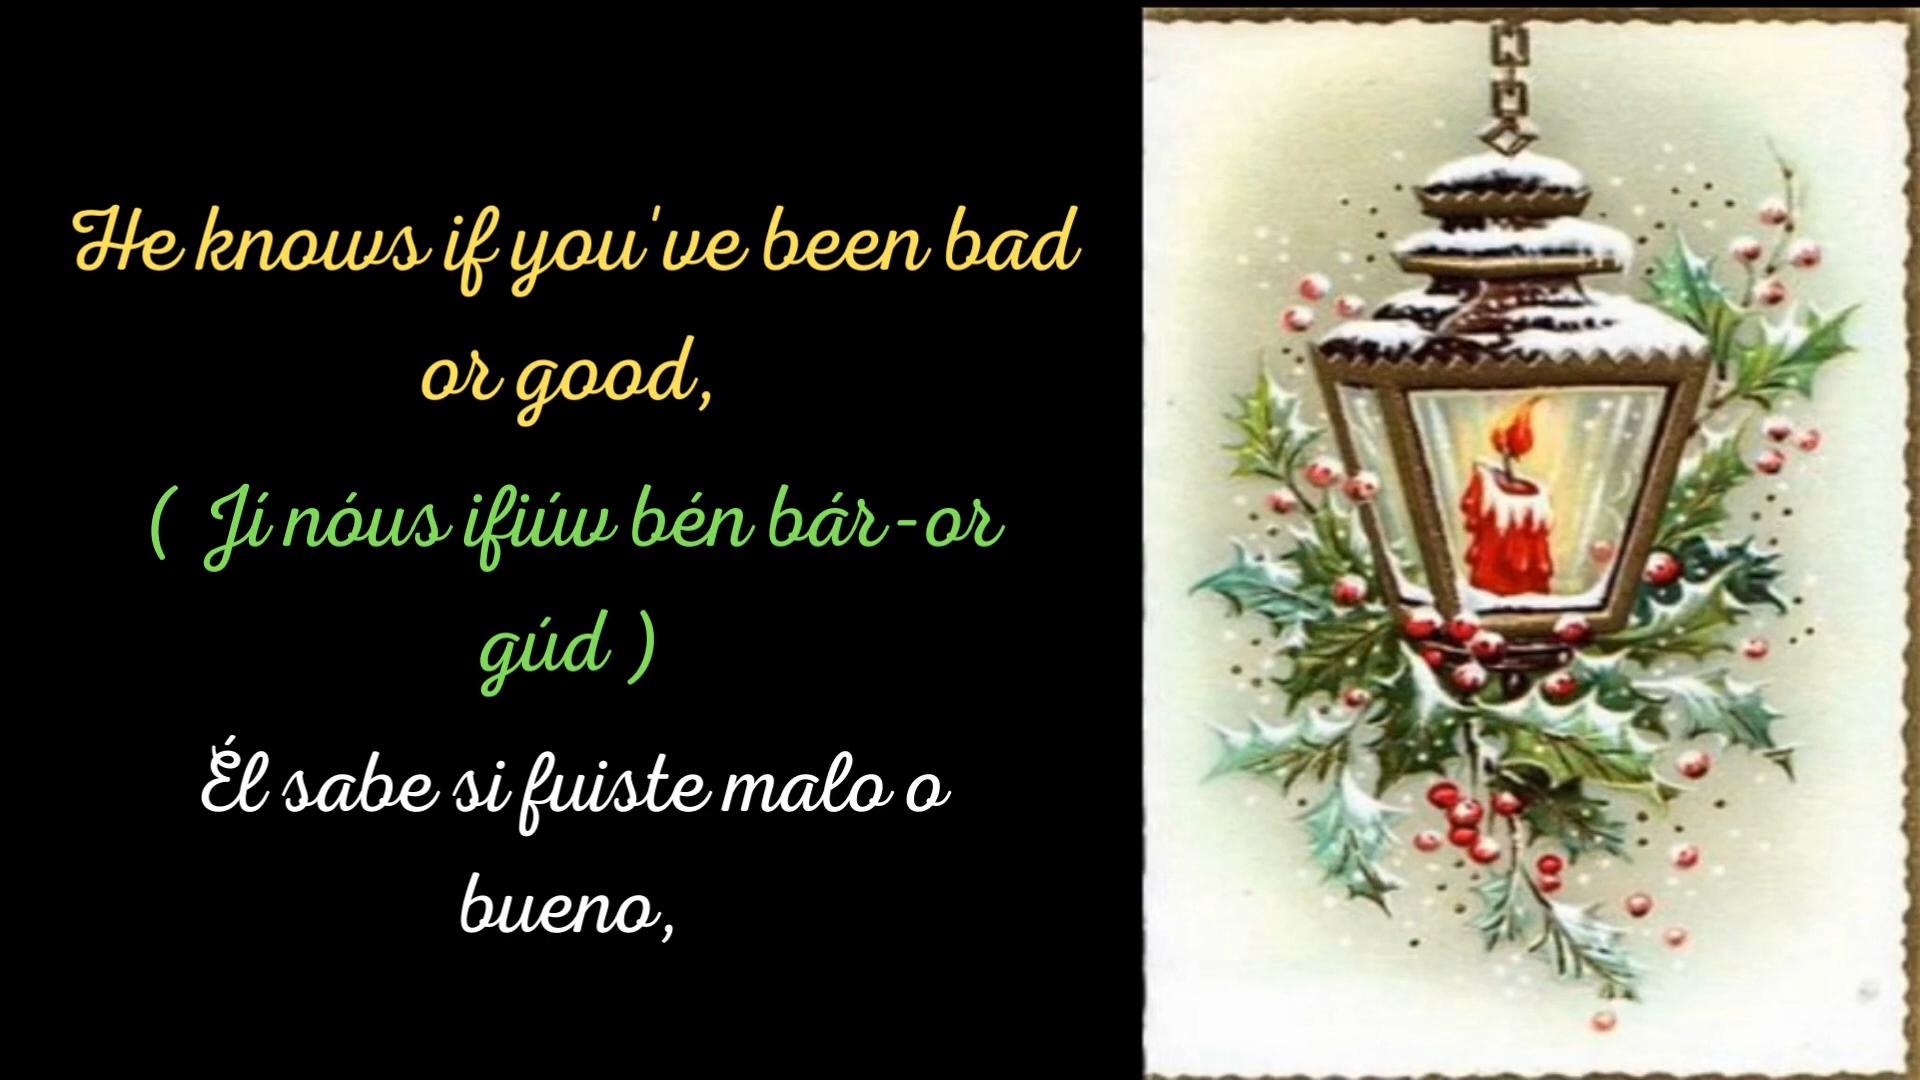 He knows if you've been bad
or good,
( Jí nóus ifiúv bén bár-or
gúd )
Él sabe si fuiste malo o
bueno,